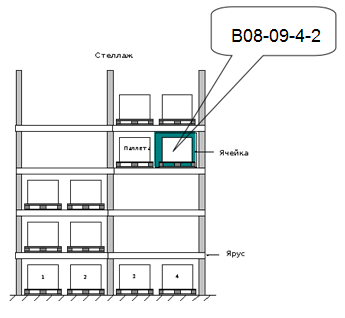 B08-09-4-2
Стеллаж
Паллета
Ячейка
Ярус
1 2 3 4